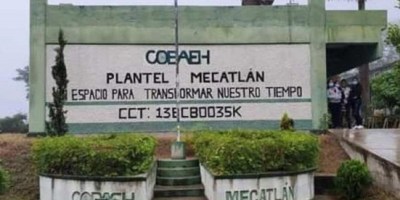 COBAEH
PLANTEL MECATLÁN
ESPACIO PARA TRANSFORMAR NUESTRO TIEMPO
CCT: 13ECB0035K
COBAEH
MECATLÁN